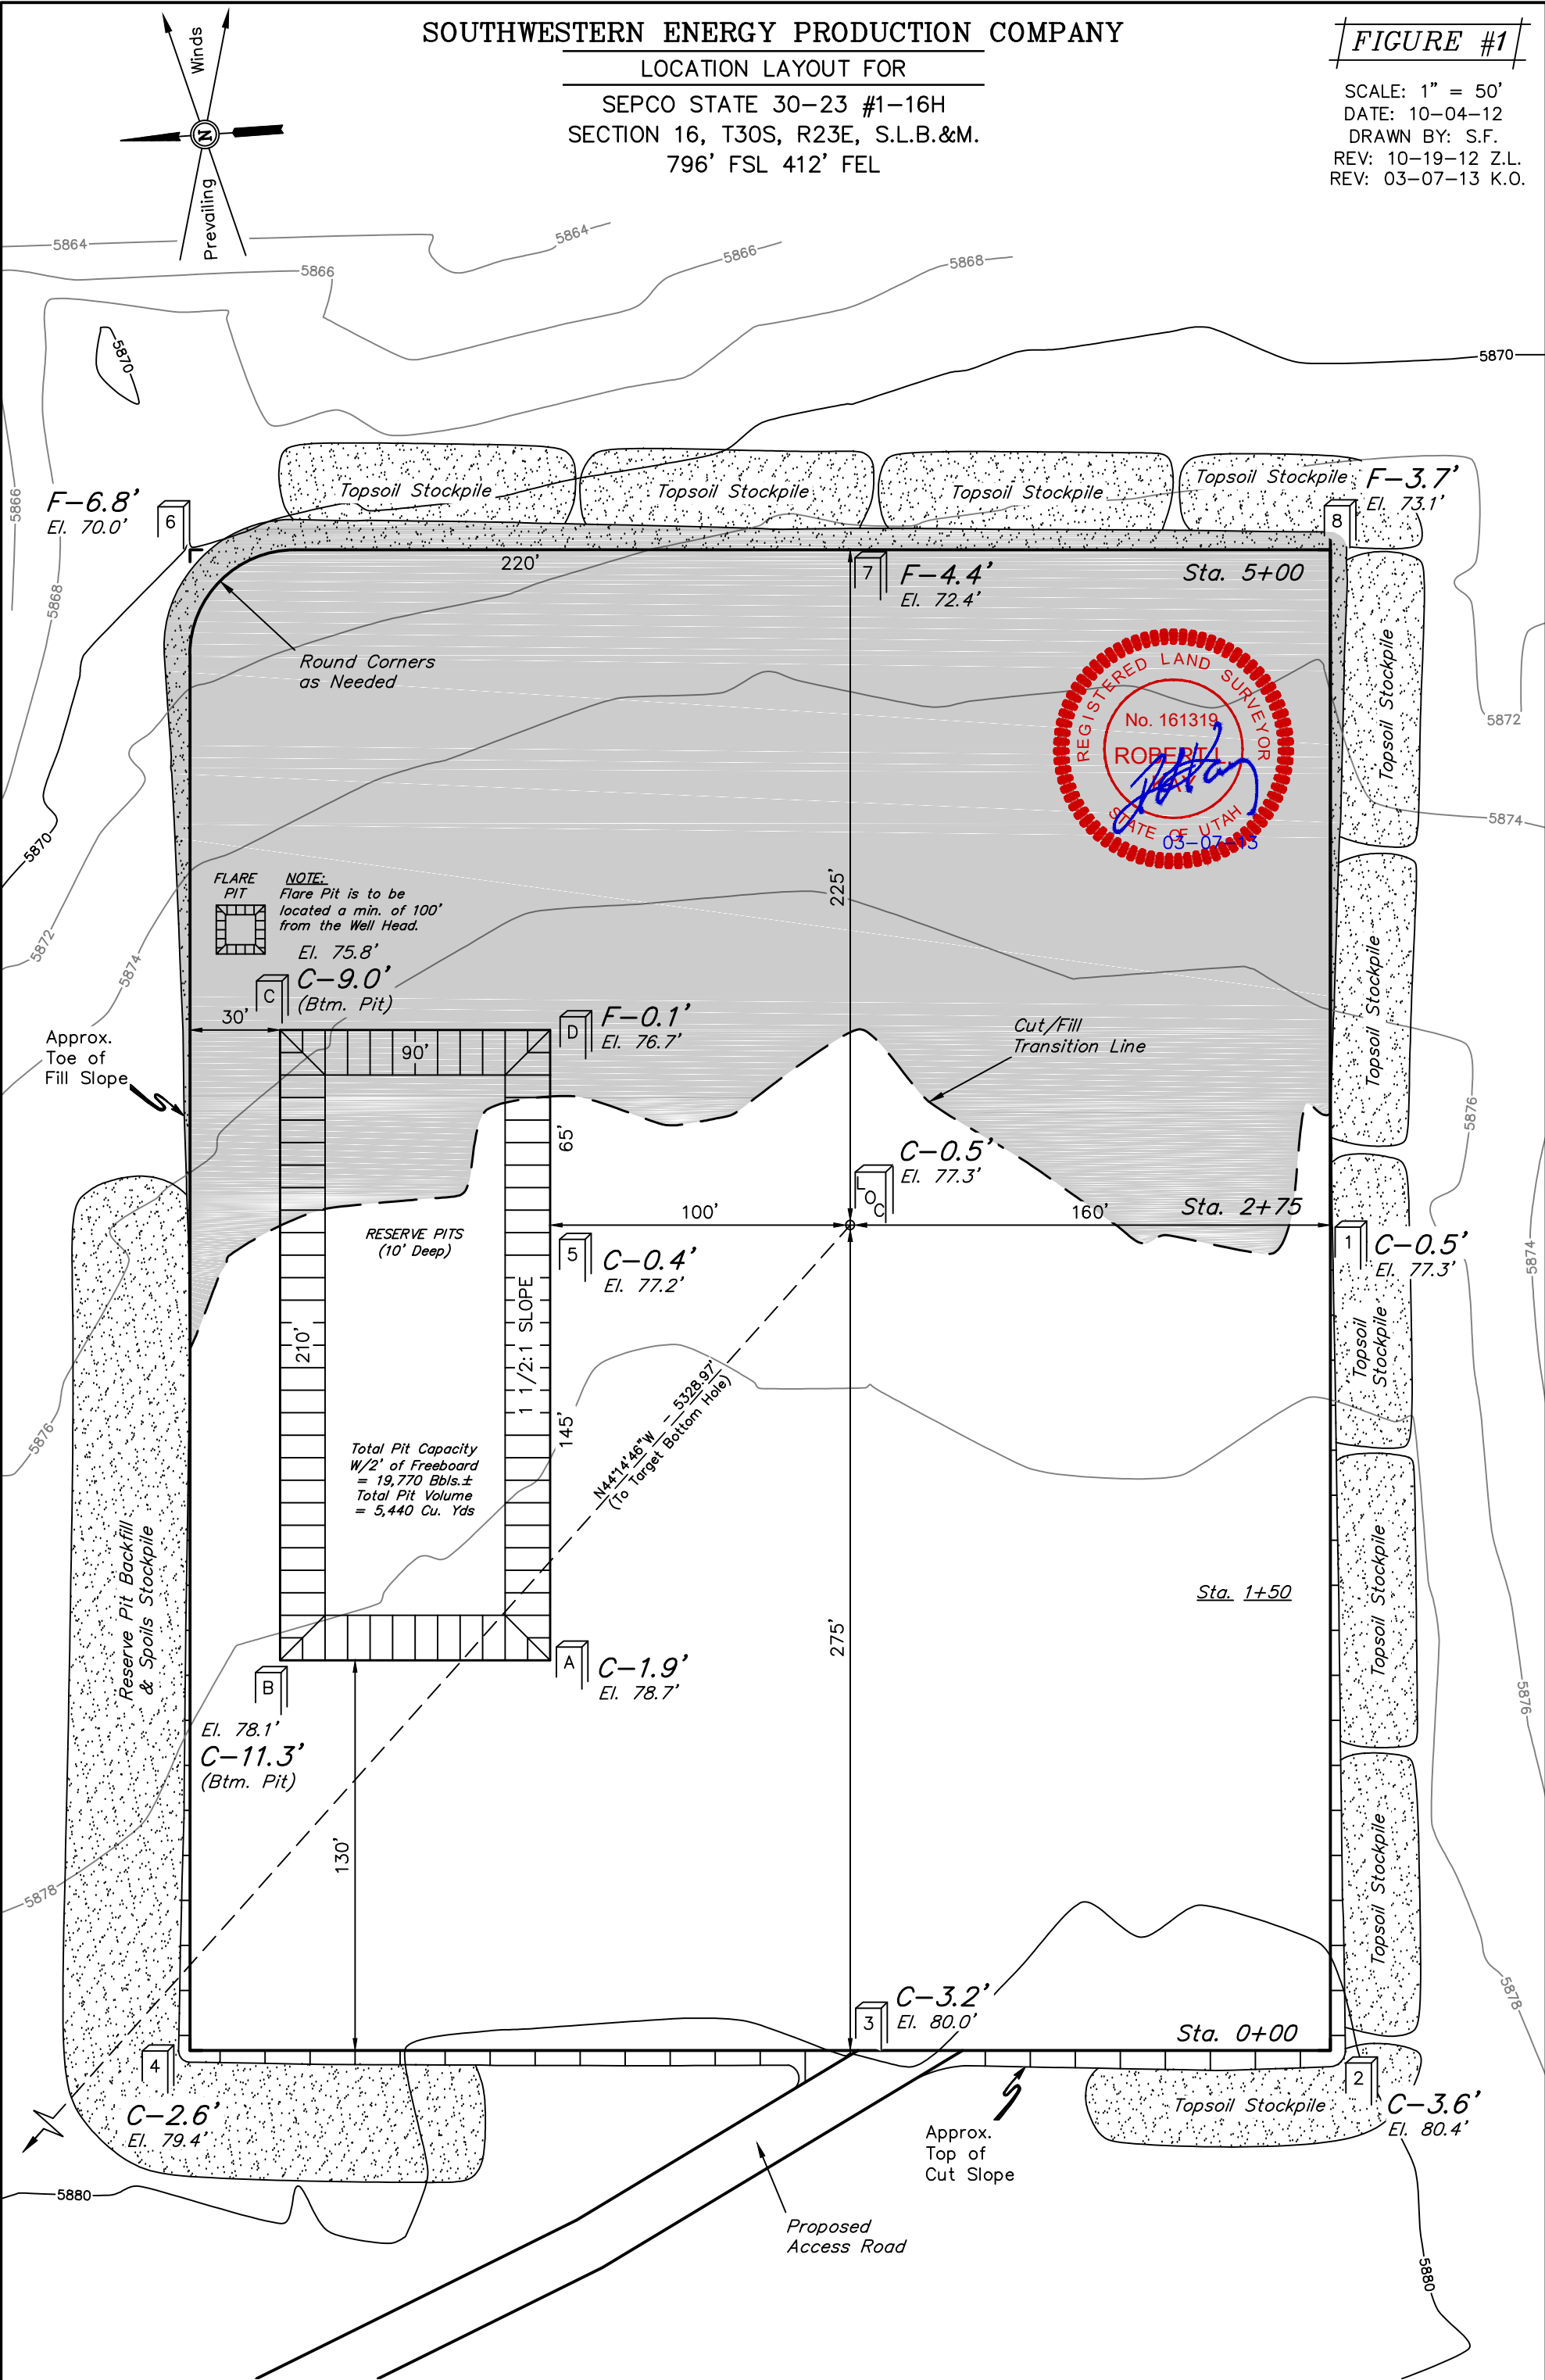 SOUTHWESTERN ENERGY PRODUCTION COMPANY
LOCATION LAYOUT FOR
SEPCO STATE 30-23 #1-16H
SECTION 16, T30S, R23E, S.L.B.&M.
796' FSL 412' FEL
FIGURE #1
SCALE: 1" = 50'
DATE: 10-04-12
DRAWN BY: S.F.
REV: 10-19-12 Z.L.
REV: 03-07-13 K.O.
Winds
N
Prevailing
5864
5864
5866
5866
5868
5870
5870
5866
5868
F-6.8'
El. 70.0'
6
Topsoil Stockpile
Topsoil Stockpile
Topsoil Stockpile
Topsoil Stockpile
F-3.7'
El. 73.1'
8
220'
7
F-4.4'
El. 72.4'
Sta. 5+00
Round Corners
as Needed
REGISTERED LAND SURVEYOR
No. 161319
ROBERT L.
KAY
STATE OF UTAH
03-07-13
Topsoil Stockpile
5872
5874
5870
5872
5874
225'
FLARE
PIT
NOTE:
Flare Pit is to be
located a min. of 100'
from the Well Head.
El. 75.8'
C-9.0'
(Btm. Pit)
C
30'
90'
D
F-0.1'
El. 76.7'
Cut/Fill
Transition Line
Topsoil Stockpile
Approx.
Toe of
Fill Slope
65'
5876
C-0.5'
El. 77.3'
LOC
100'
160'
Sta. 2+75
1
C-0.5'
El. 77.3'
5874
RESERVE PITS
(10' Deep)
5
C-0.4'
El. 77.2'
1 1/2:1 SLOPE
210'
145'
Topsoil
Stockpile
N44°14'46"W - 5328.97'
(To Target Bottom Hole)
5876
Total Pit Capacity
W/2' of Freeboard
= 19,770 Bbls.±
Total Pit Volume
= 5,440 Cu. Yds
Reserve Pit Backfill
& Spoils Stockpile
Sta. 1+50
Topsoil Stockpile
275'
A
C-1.9'
El. 78.7'
B
El. 78.1'
C-11.3'
(Btm. Pit)
5876
130'
5878
Topsoil Stockpile
5878
3
C-3.2'
El. 80.0'
Sta. 0+00
4
C-2.6'
El. 79.4'
2
C-3.6'
El. 80.4'
Topsoil Stockpile
Approx.
Top of
Cut Slope
5880
Proposed
Access Road
5880